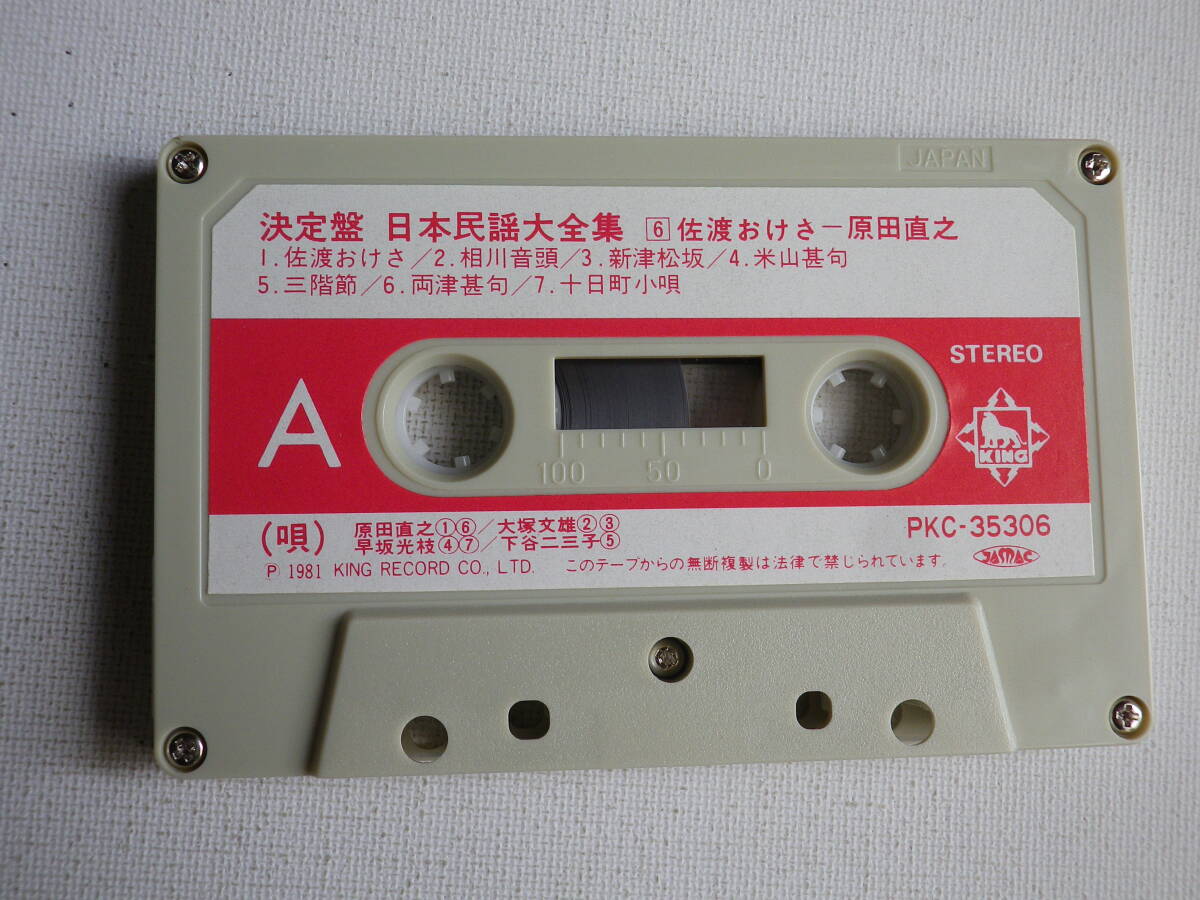 JAPAN
決定盤 日本民謡大全集 6 佐渡おけさー原田直之
1.佐渡おけさ/2.相川音頭/3.新津松坂/4.米山甚句
5.三階節/6.両津甚句/7.十日町小唄
A
STEREO
KING
100 50 0
(唄) 原田直之①⑥/大塚文雄②③
早坂光枝④⑦/下谷二三子⑤
PKC-35306
Ⓟ 1981 KING RECORD CO., LTD. このテープからの無断複製は法律で禁じられています。
JASRAC